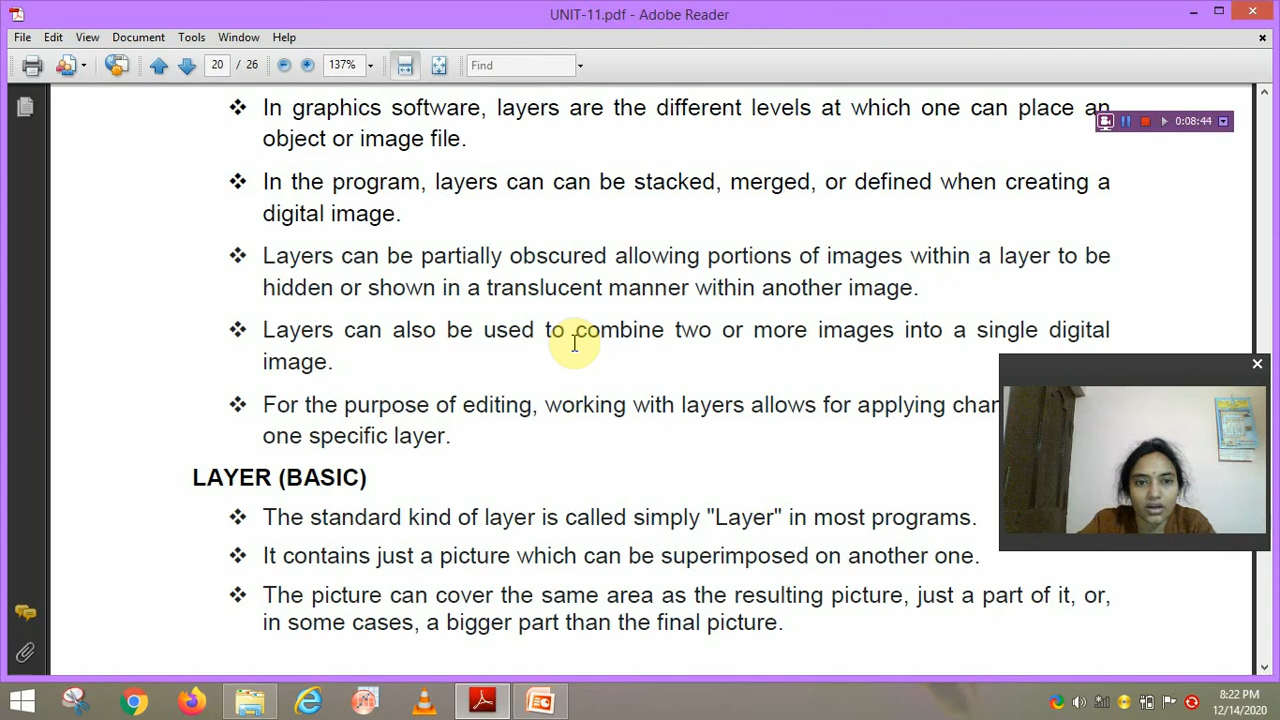 UNIT-11.pdf - Adobe Reader
File Edit View Document Tools Window Help
20 / 26 137% Find
In graphics software, layers are the different levels at which one can place an
object or image file.
0:08:44
In the program, layers can can be stacked, merged, or defined when creating a
digital image.
Layers can be partially obscured allowing portions of images within a layer to be
hidden or shown in a translucent manner within another image.
Layers can also be used to combine two or more images into a single digital
image.
For the purpose of editing, working with layers allows for applying
one specific layer.
LAYER (BASIC)
The standard kind of layer is called simply "Layer" in most programs.
It contains just a picture which can be superimposed on another one.
The picture can cover the same area as the resulting picture, just a part of it, or,
in some cases, a bigger part than the final picture.
8:22 PM
12/14/2020